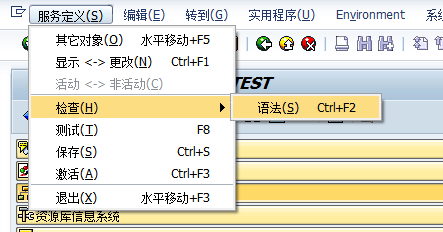 服务定义(S) 编辑(E) 转到(G) 实用程序(U) Environment 系统
其它对象(O) 水平移动+F5
显示 <-> 更改(N) Ctrl+F1
TEST
活动 <-> 非活动(C)
检查(H) 语法(S) Ctrl+F2
测试(T) F8
保存(S) Ctrl+S
激活(A) Ctrl+F3
退出(X) 水平移动+F3
资源库信息系统